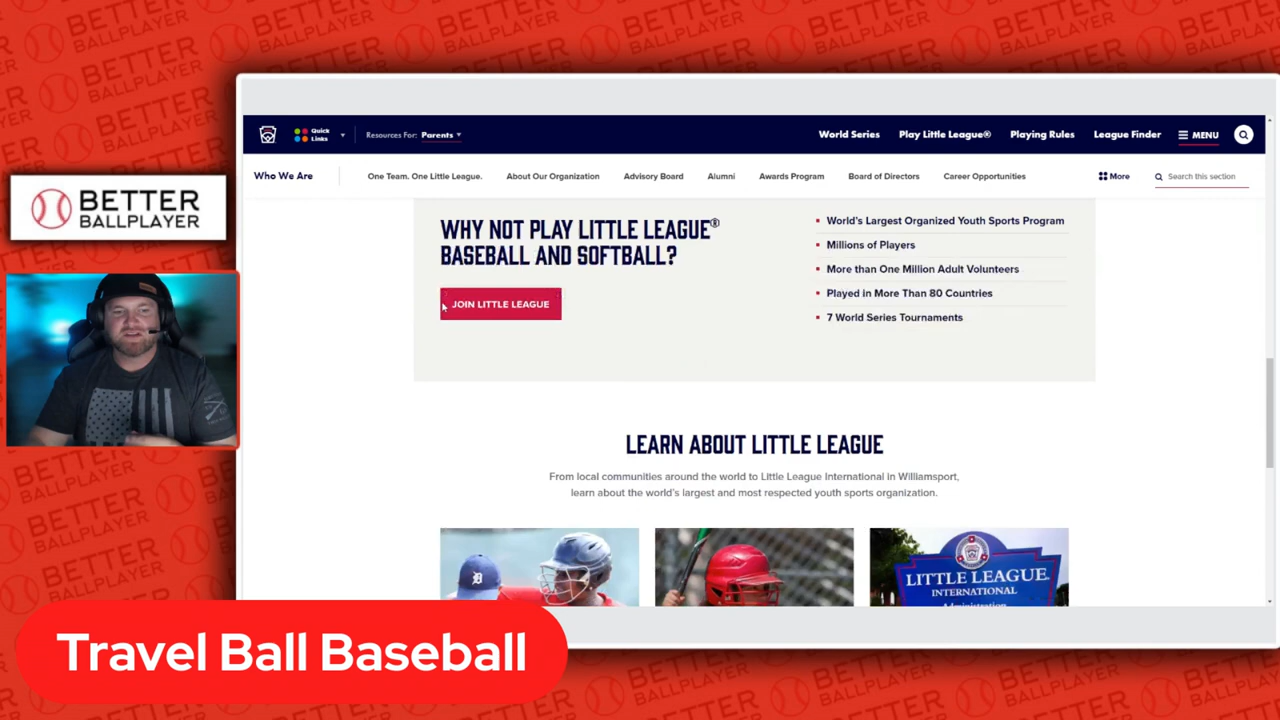 BETTER
BALLPLAYER
Quick
Links
Resources For: Parents
World Series
Play Little League®
Playing Rules
League Finder
MENU
Who We Are
One Team. One Little League.
About Our Organization
Advisory Board
Alumni
Awards Program
Board of Directors
Career Opportunities
More
Search this section
WHY NOT PLAY LITTLE LEAGUE®
BASEBALL AND SOFTBALL?
JOIN LITTLE LEAGUE
World's Largest Organized Youth Sports Program
Millions of Players
More than One Million Adult Volunteers
Played in More Than 80 Countries
7 World Series Tournaments
LEARN ABOUT LITTLE LEAGUE
From local communities around the world to Little League International in Williamsport,
learn about the world's largest and most respected youth sports organization.
D
LITTLE LEAGUE
INTERNATIONAL
Administration
Travel Ball Baseball